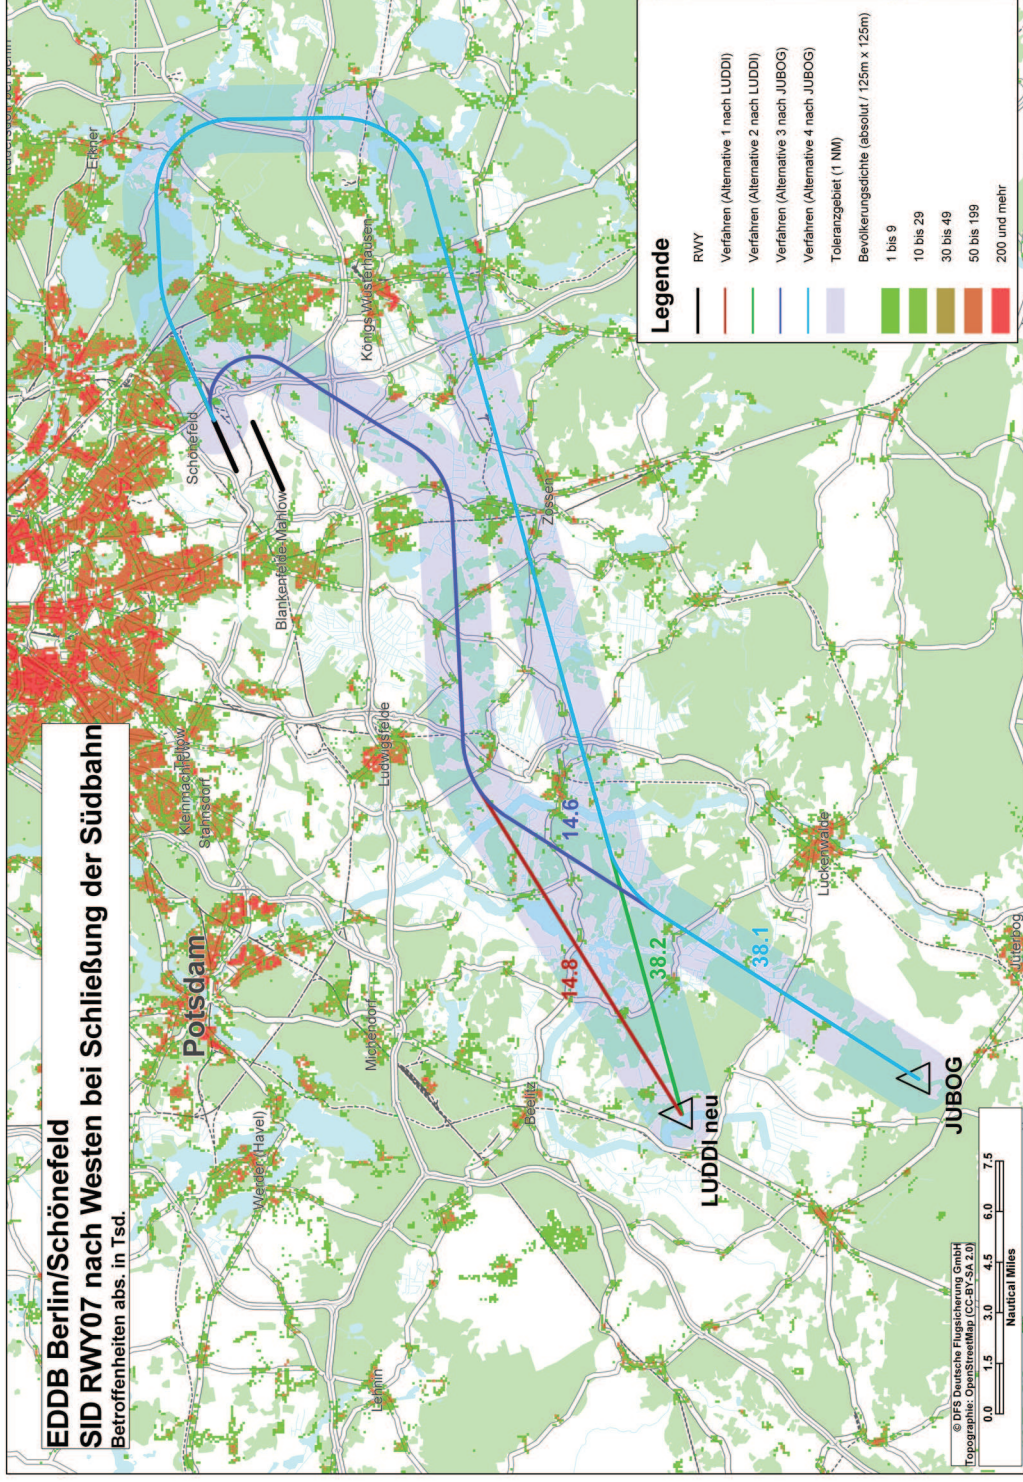 EDDB Berlin/Schönefeld
SID RWY07 nach Westen bei Schließung der Südbahn
Betroffenheiten abs. in Tsd.
Erkner
Königs Wusterhausen
Schönefeld
Blankenfelde-Mahlow
Zossen
Ludwigsfelde
Teltow
Kleinmachnow
Stahnsdorf
Potsdam
Michendorf
Werder (Havel)
Beelitz
Lehnin
Luckenwalde
Jüterbog
14.6
14.8
38.2
38.1
LUDDI neu
JUBOG
Legende
RWY
Verfahren (Alternative 1 nach LUDDI)
Verfahren (Alternative 2 nach LUDDI)
Verfahren (Alternative 3 nach JUBOG)
Verfahren (Alternative 4 nach JUBOG)
Toleranzgebiet (1 NM)
Bevölkerungsdichte (absolut / 125m x 125m)
1 bis 9
10 bis 29
30 bis 49
50 bis 199
200 und mehr
© DFS Deutsche Flugsicherung GmbH
Topographie: OpenStreetMap (CC-BY-SA 2.0)
0.0 1.5 3.0 4.5 6.0 7.5
Nautical Miles